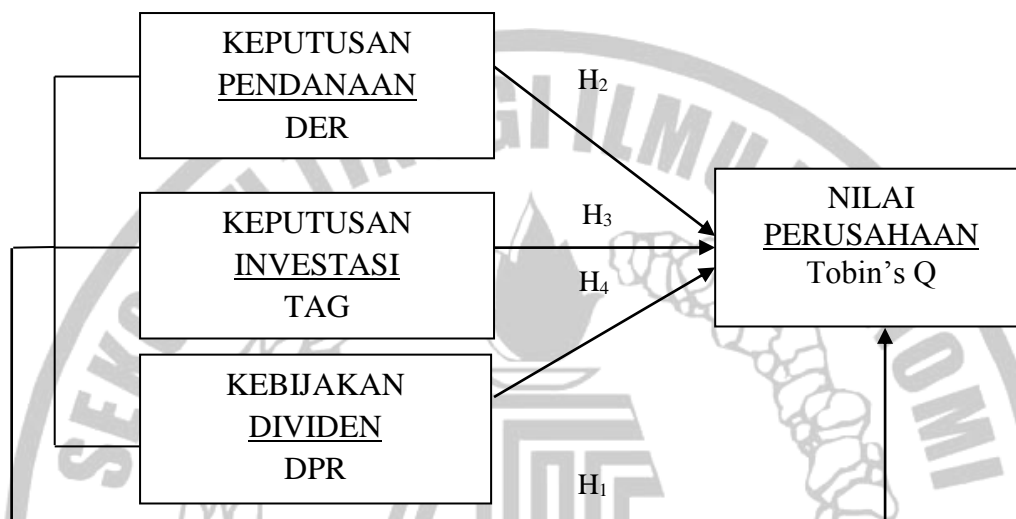 KEPUTUSAN
PENDANAAN
DER
H₂
KEPUTUSAN
INVESTASI
TAG
H₃
H₄
KEBIJAKAN
DIVIDEN
DPR
H₁
NILAI
PERUSAHAAN
Tobin’s Q